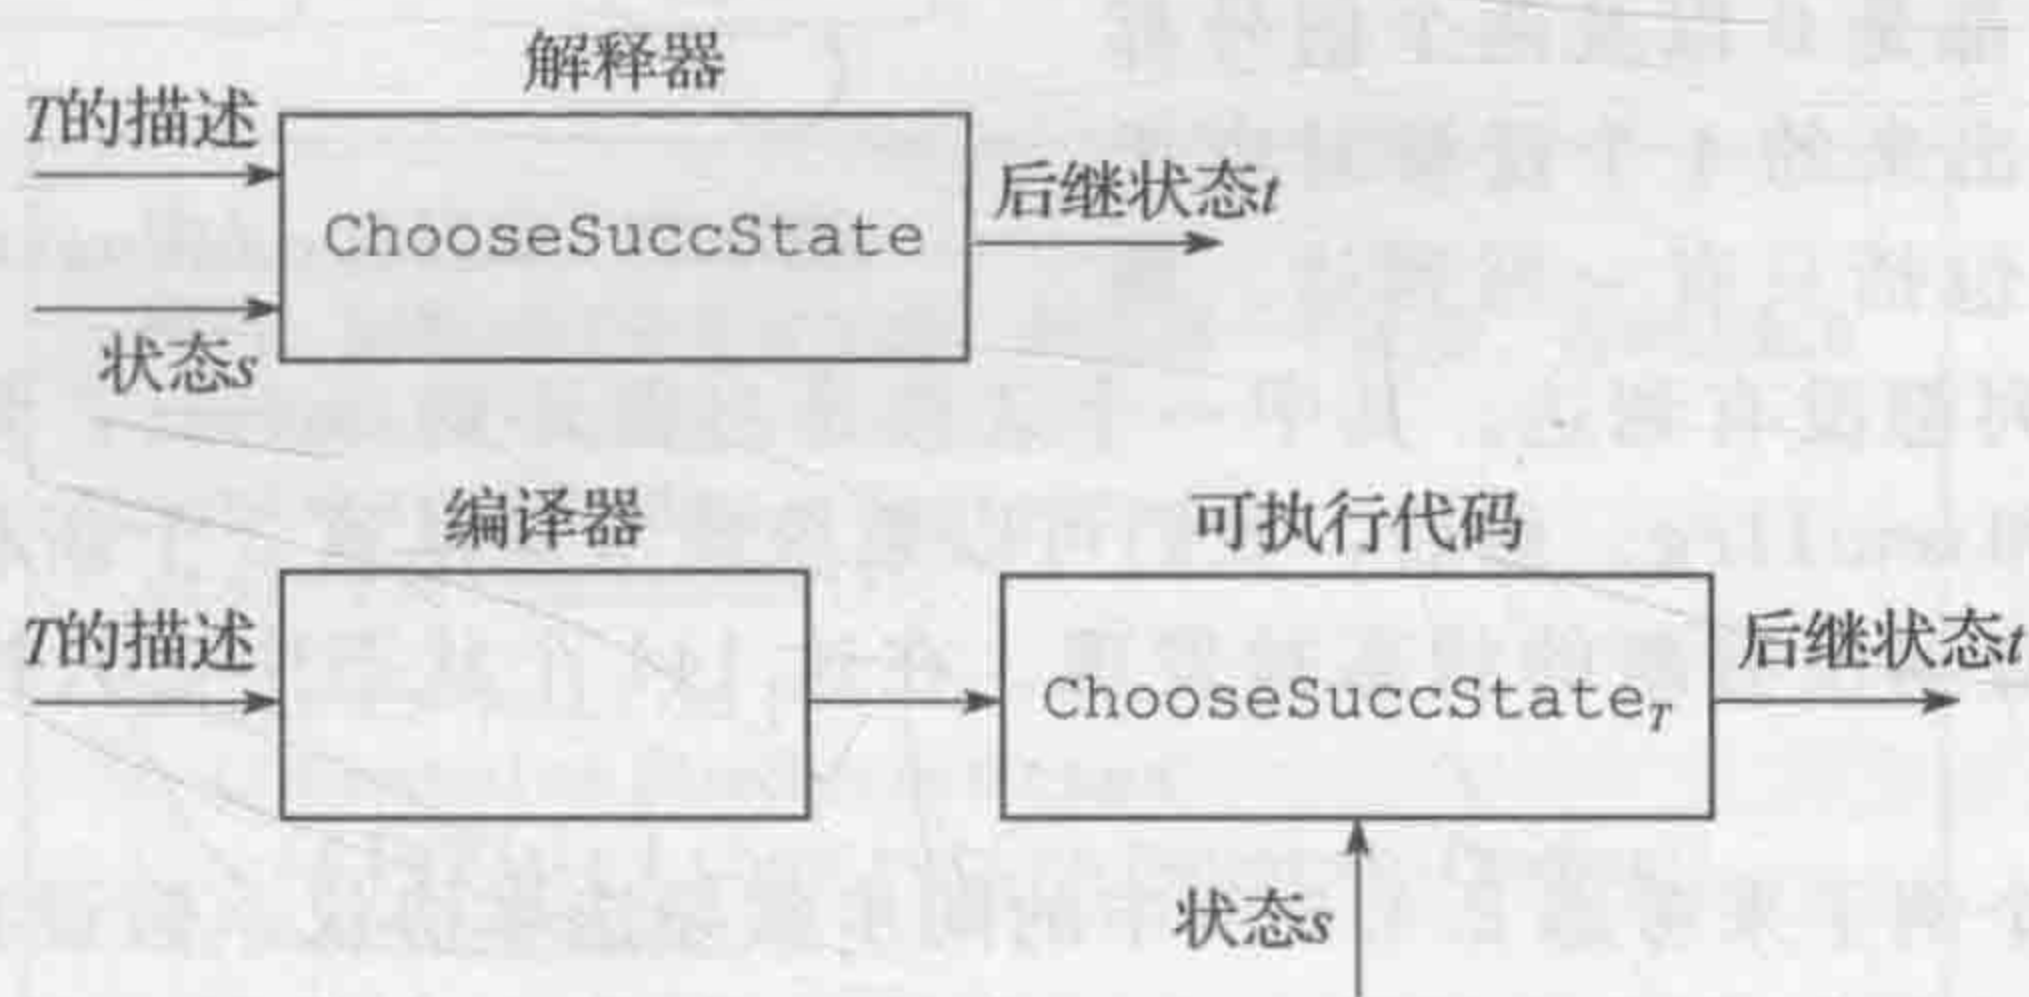 解释器
T的描述
ChooseSuccState
后继状态t
状态s
编译器
可执行代码
T的描述
ChooseSuccState_T
后继状态t
状态s